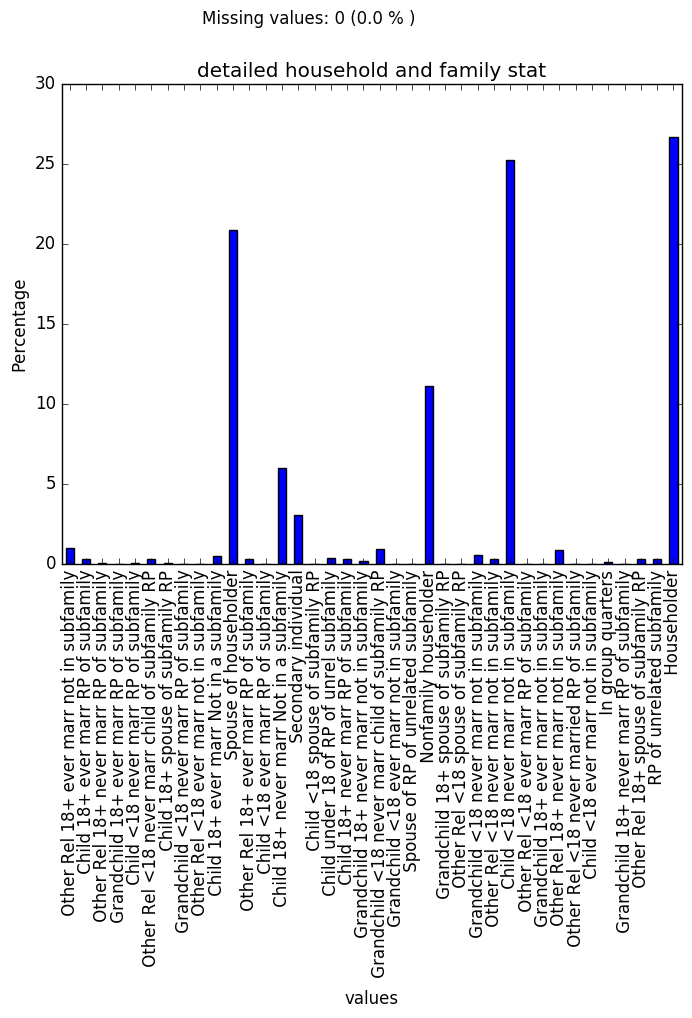 Missing values: 0 (0.0 % )
detailed household and family stat
30
25
20
15
10
5
0
Percentage
Other Rel 18+ ever marr not in subfamily
Child 18+ ever marr RP of subfamily
Other Rel 18+ never marr RP of subfamily
Grandchild 18+ ever marr RP of subfamily
Child <18 never marr RP of subfamily
Other Rel <18 never marr child of subfamily RP
Child 18+ spouse of subfamily RP
Grandchild <18 never marr RP of subfamily
Other Rel <18 ever marr not in subfamily
Child 18+ ever marr Not in a subfamily
Spouse of householder
Other Rel 18+ ever marr RP of subfamily
Child <18 ever marr RP of subfamily
Child 18+ never marr Not in a subfamily
Secondary individual
Child <18 spouse of subfamily RP
Child under 18 of RP of unrel subfamily
Child 18+ never marr RP of subfamily
Grandchild 18+ never marr not in subfamily
Grandchild <18 never marr child of subfamily RP
Grandchild <18 ever marr not in subfamily
Spouse of RP of unrelated subfamily
Nonfamily householder
Grandchild 18+ spouse of subfamily RP
Other Rel <18 spouse of subfamily RP
Grandchild <18 never marr not in subfamily
Other Rel <18 never marr not in subfamily
Child <18 never marr not in subfamily
Other Rel <18 ever marr RP of subfamily
Grandchild 18+ ever marr not in subfamily
Other Rel 18+ never marr not in subfamily
Other Rel <18 never married RP of subfamily
Child <18 ever marr not in subfamily
In group quarters
Grandchild 18+ never marr RP of subfamily
Other Rel 18+ spouse of subfamily RP
RP of unrelated subfamily
Householder
values